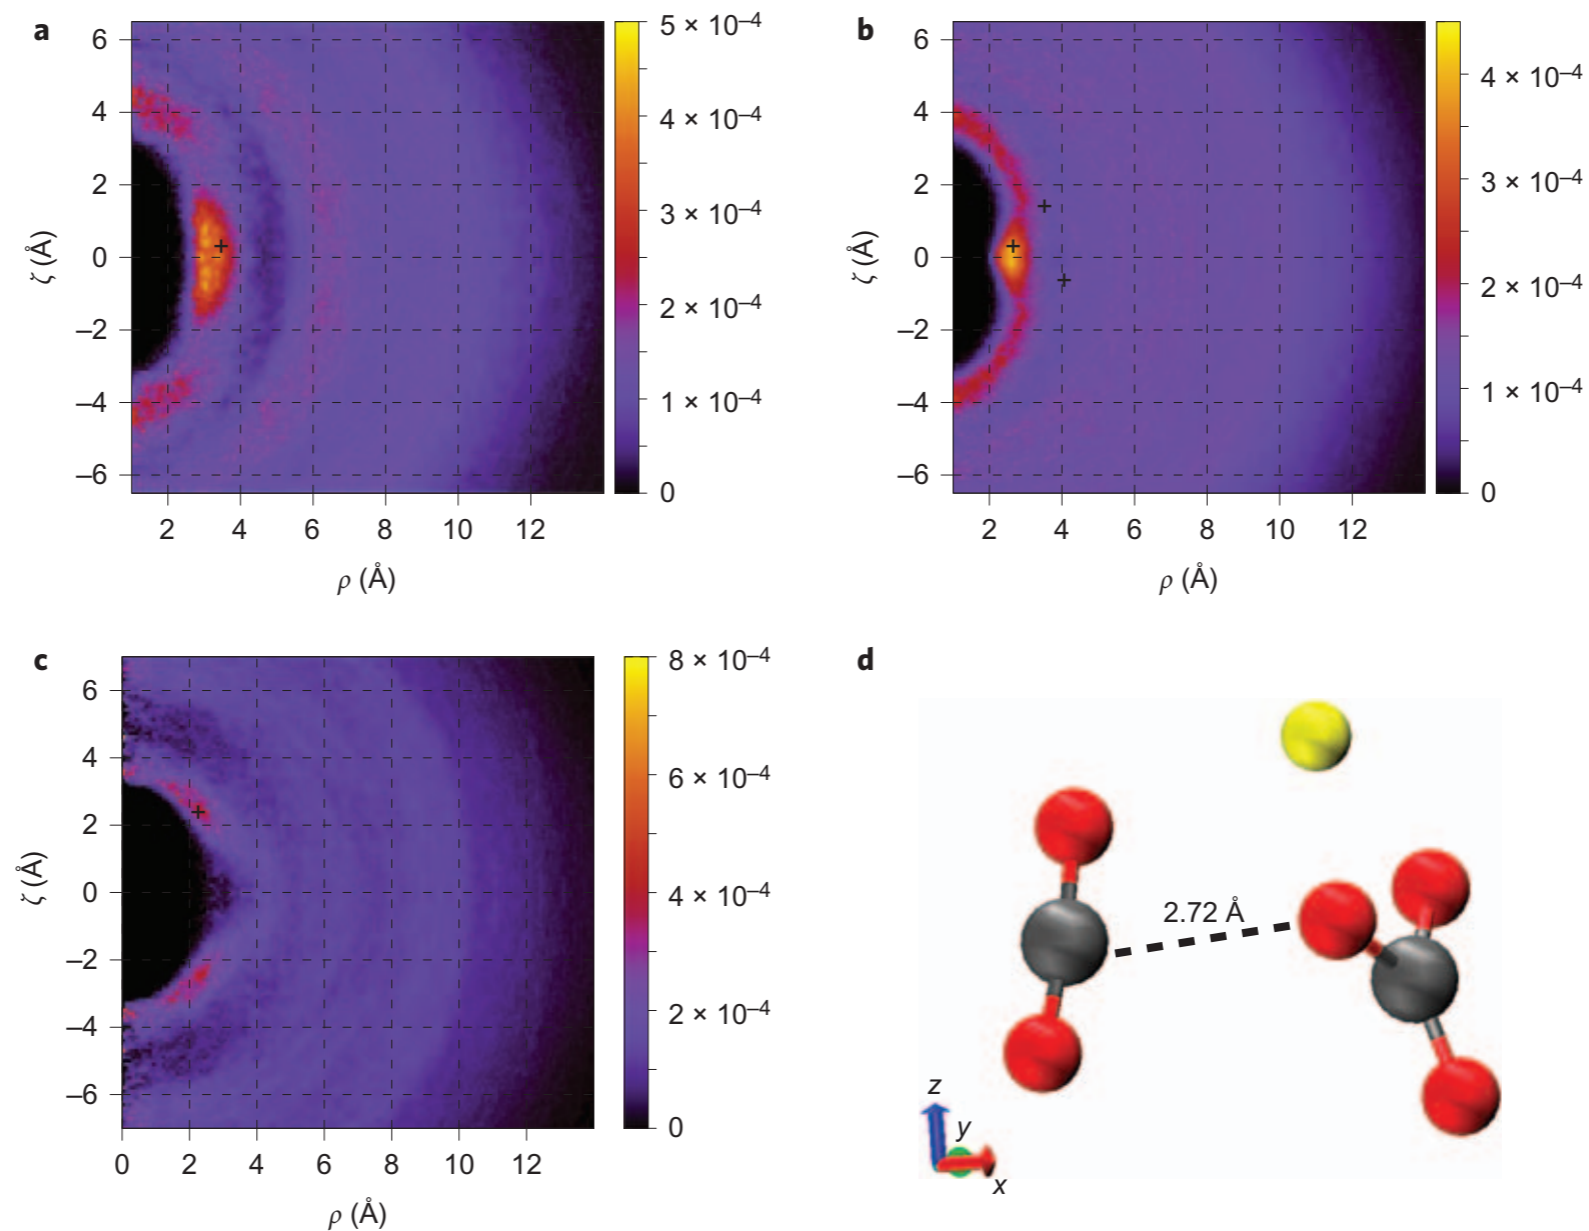 a
6
4
2
0
–2
–4
–6
ζ (Å)
2 4 6 8 10 12
ρ (Å)
5 × 10⁻⁴
4 × 10⁻⁴
3 × 10⁻⁴
2 × 10⁻⁴
1 × 10⁻⁴
0
b
6
4
2
0
–2
–4
–6
ζ (Å)
2 4 6 8 10 12
ρ (Å)
4 × 10⁻⁴
3 × 10⁻⁴
2 × 10⁻⁴
1 × 10⁻⁴
0
c
6
4
2
0
–2
–4
–6
ζ (Å)
0 2 4 6 8 10 12
ρ (Å)
8 × 10⁻⁴
6 × 10⁻⁴
4 × 10⁻⁴
2 × 10⁻⁴
0
d
2.72 Å
z
y
x